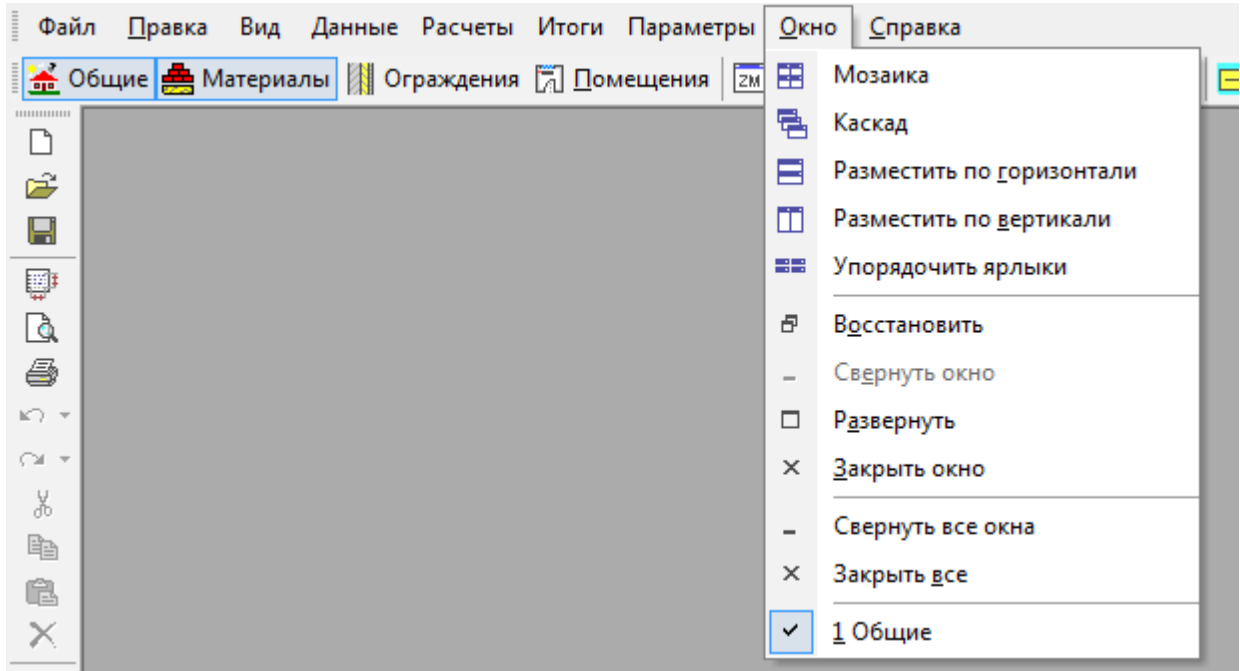 Файл Правка Вид Данные Расчеты Итоги Параметры Окно Справка
Общие Материалы Ограждения Помещения ZM
Мозаика
Каскад
Разместить по горизонтали
Разместить по вертикали
Упорядочить ярлыки
Восстановить
Свернуть окно
Развернуть
Закрыть окно
Свернуть все окна
Закрыть все
1 Общие